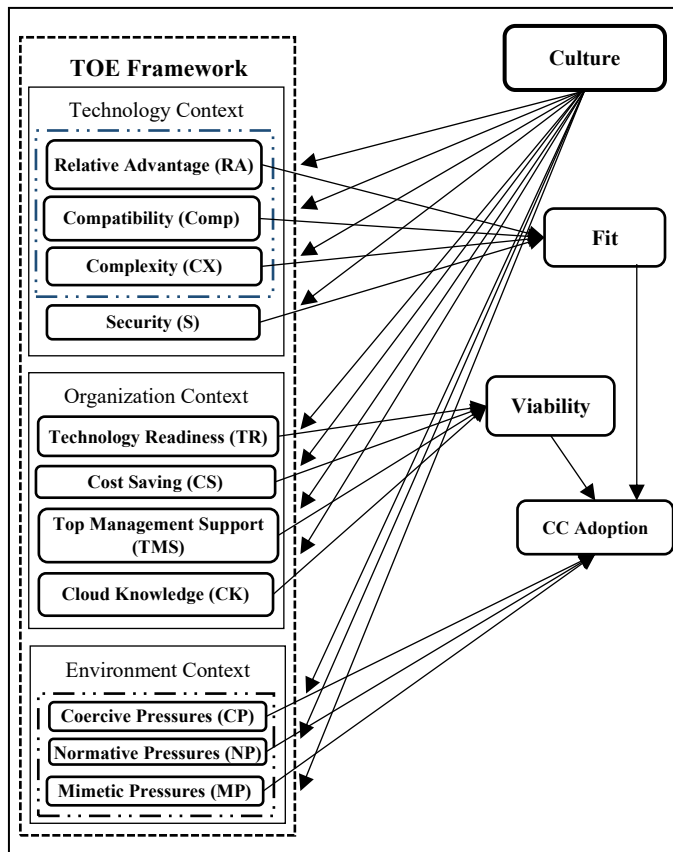 TOE Framework
Culture
Technology Context
Relative Advantage (RA)
Compatibility (Comp)
Complexity (CX)
Security (S)
Fit
Organization Context
Technology Readiness (TR)
Cost Saving (CS)
Top Management Support
(TMS)
Cloud Knowledge (CK)
Viability
CC Adoption
Environment Context
Coercive Pressures (CP)
Normative Pressures (NP)
Mimetic Pressures (MP)